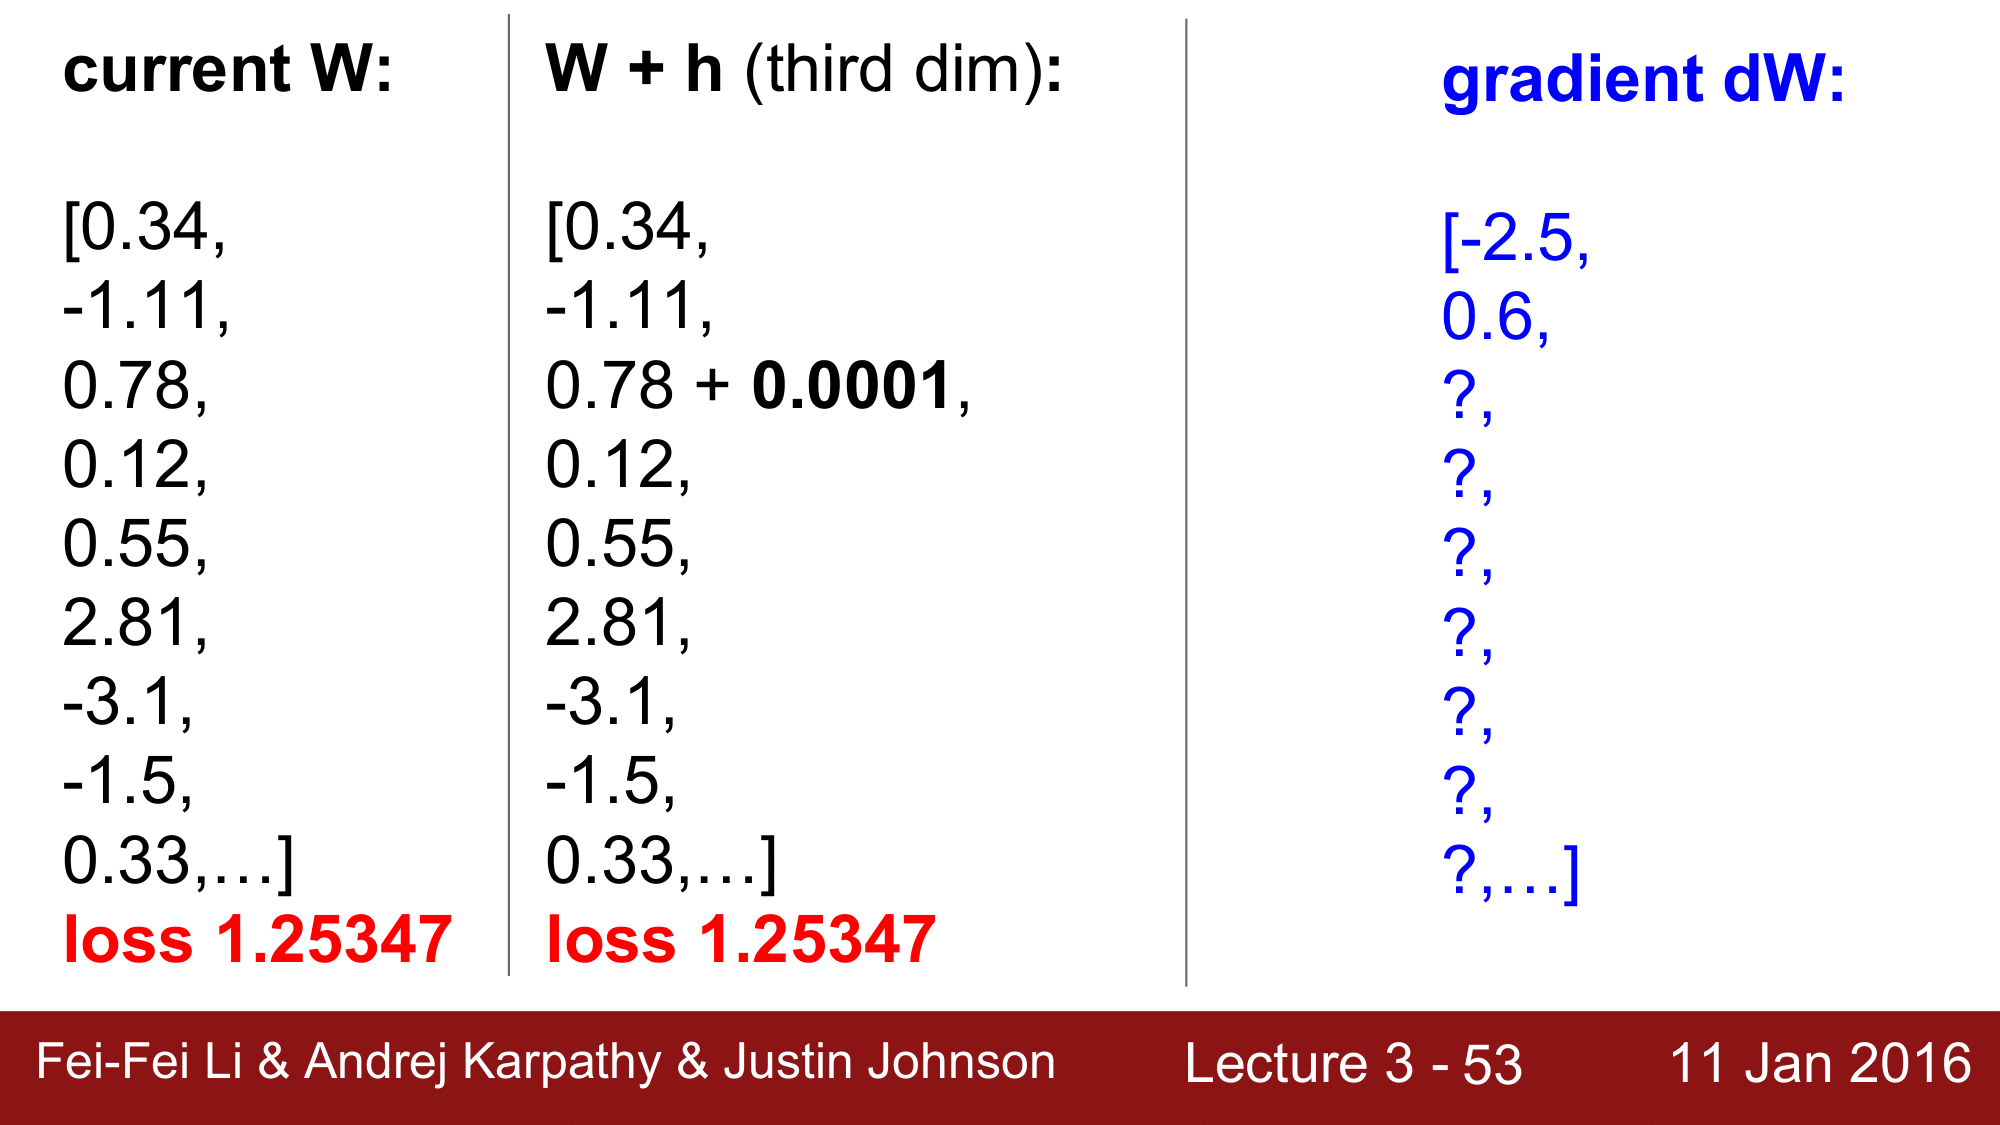 current W:
[0.34,
-1.11,
0.78,
0.12,
0.55,
2.81,
-3.1,
-1.5,
0.33,…]
loss 1.25347
W + h (third dim):
[0.34,
-1.11,
0.78 + 0.0001,
0.12,
0.55,
2.81,
-3.1,
-1.5,
0.33,…]
loss 1.25347
gradient dW:
[-2.5,
0.6,
?,
?,
?,
?,
?,
?,
?,…]
Fei-Fei Li & Andrej Karpathy & Justin Johnson
Lecture 3 - 53
11 Jan 2016